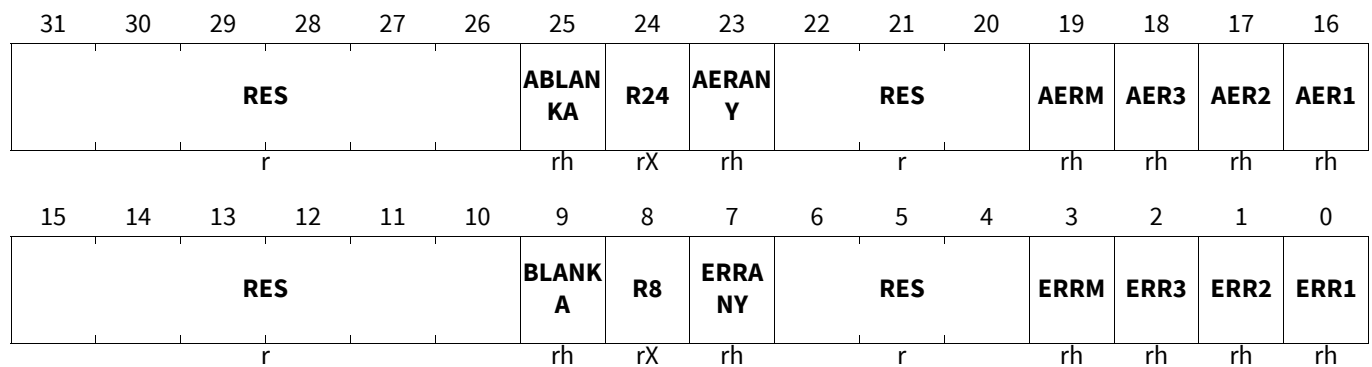 31 30 29 28 27 26 25 24 23 22 21 20 19 18 17 16
RES ABLAN KA R24 AERAN Y RES AERM AER3 AER2 AER1
r rh rX rh r rh rh rh rh
15 14 13 12 11 10 9 8 7 6 5 4 3 2 1 0
RES BLANK A R8 ERRA NY RES ERRM ERR3 ERR2 ERR1
r rh rX rh r rh rh rh rh